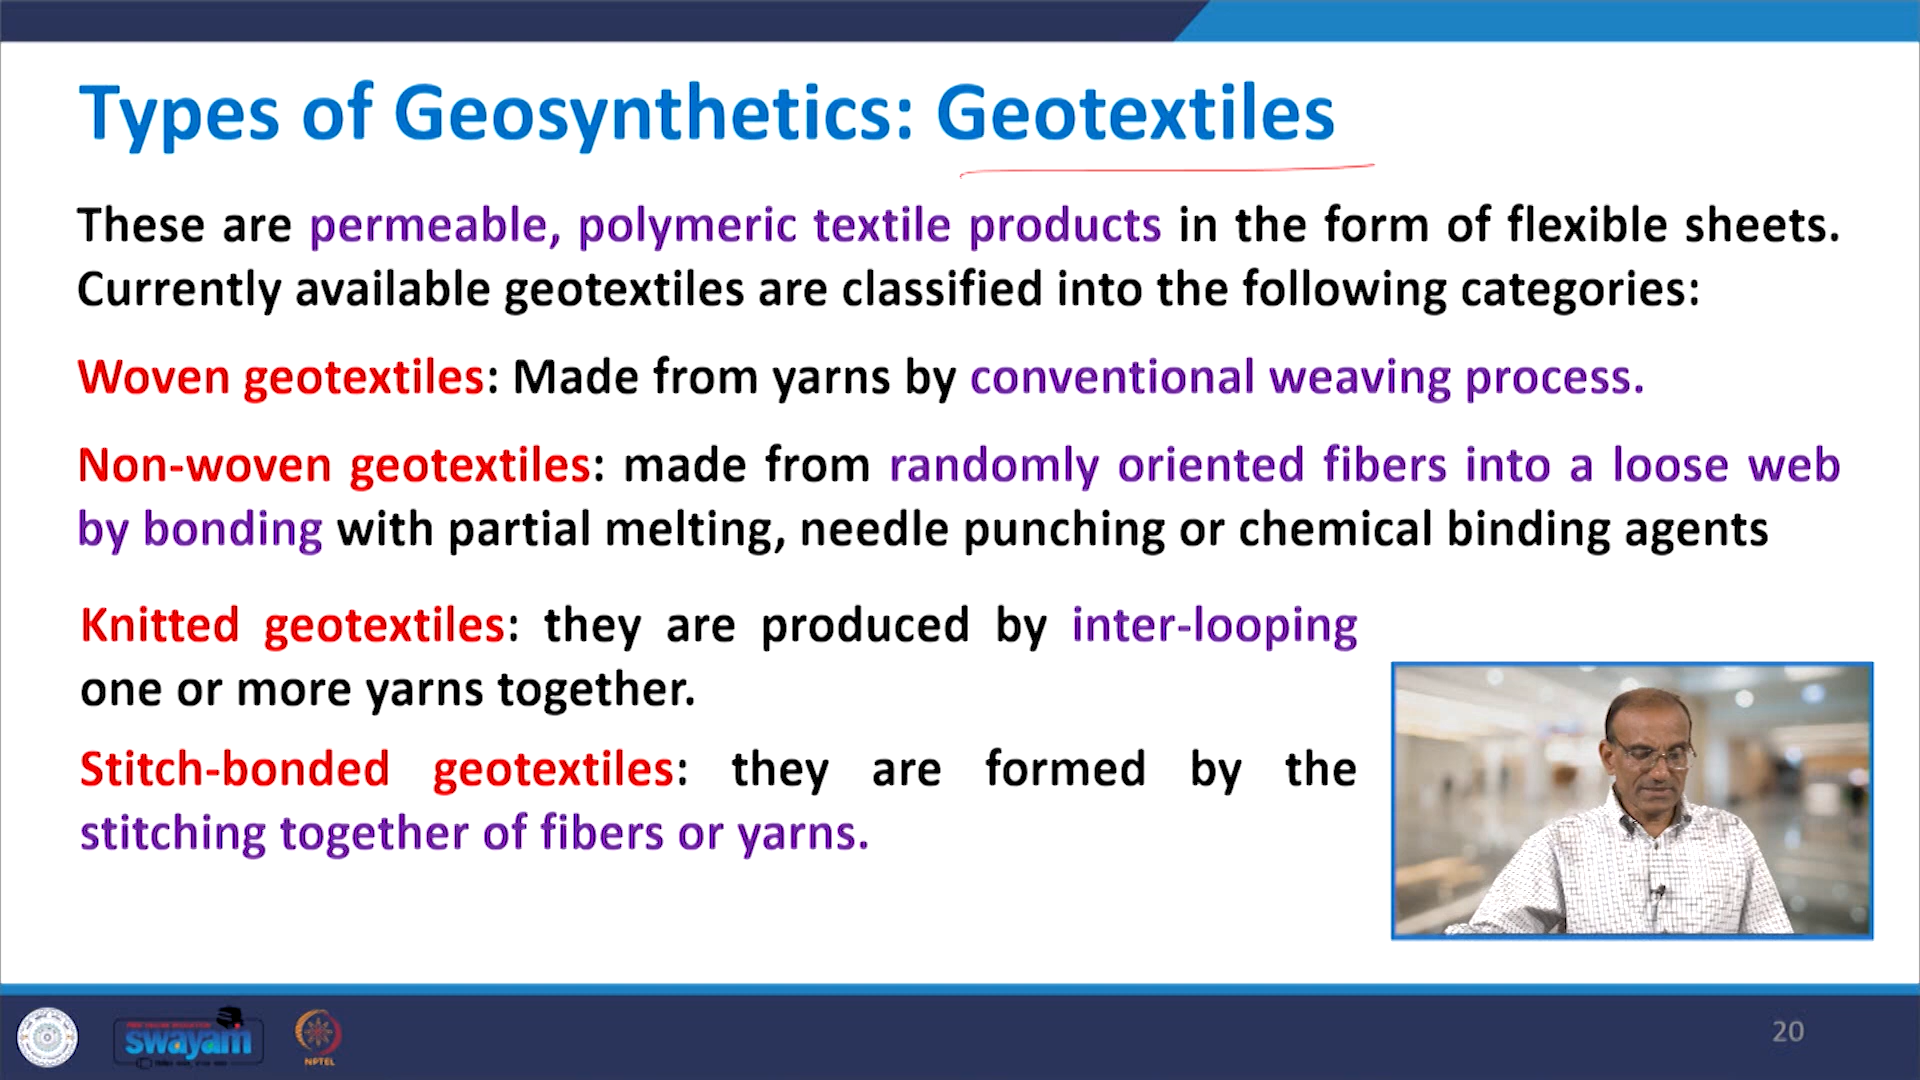 Types of Geosynthetics: Geotextiles
These are permeable, polymeric textile products in the form of flexible sheets.
Currently available geotextiles are classified into the following categories:
Woven geotextiles: Made from yarns by conventional weaving process.
Non-woven geotextiles: made from randomly oriented fibers into a loose web
by bonding with partial melting, needle punching or chemical binding agents
Knitted geotextiles: they are produced by inter-looping
one or more yarns together.
Stitch-bonded geotextiles: they are formed by the
stitching together of fibers or yarns.
swayam
NPTEL
20